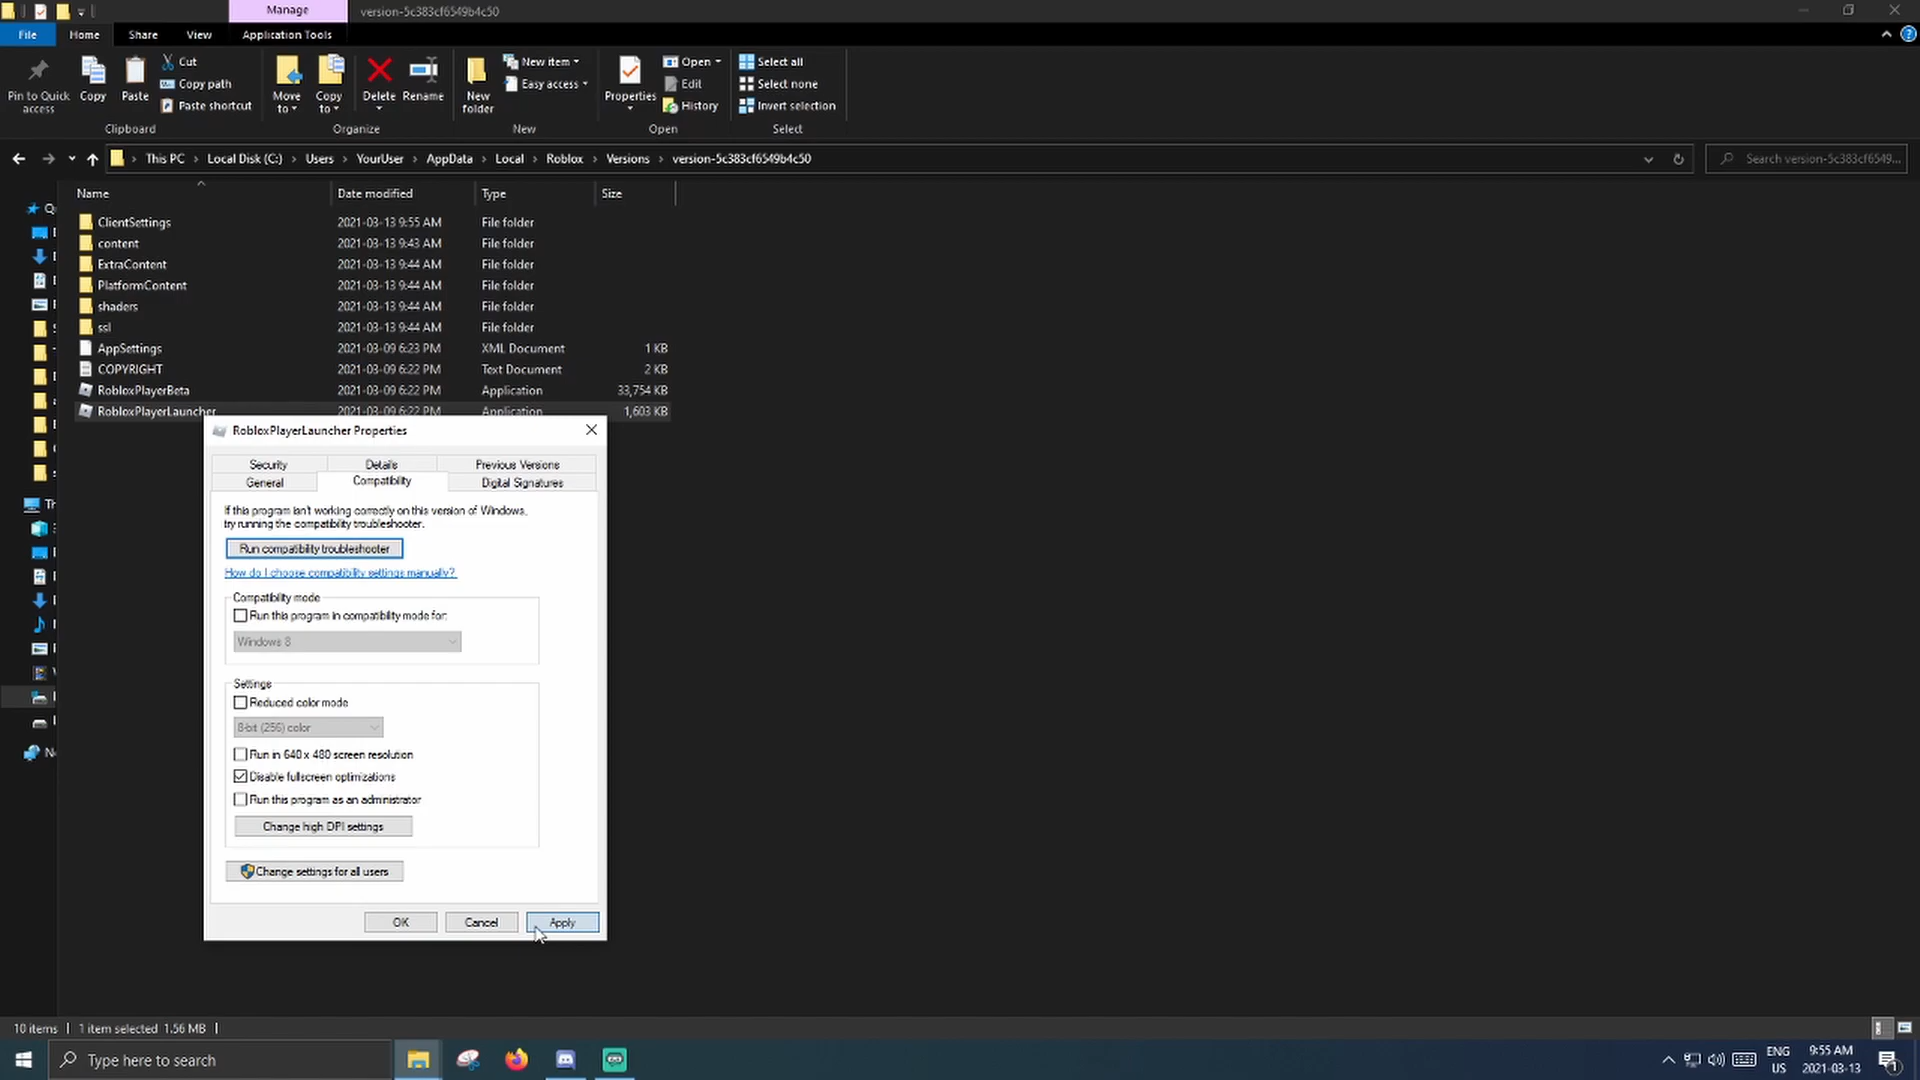 Manage
version-5c383cf6549b4c50
File
Home
Share
View
Application Tools
Pin to Quick access
Copy
Paste
Cut
Copy path
Paste shortcut
Clipboard
Move to
Copy to
Delete
Rename
Organize
New folder
New item
Easy access
New
Properties
Open
Edit
History
Open
Select all
Select none
Invert selection
Select
This PC
Local Disk (C:)
Users
YourUser
AppData
Local
Roblox
Versions
version-5c383cf6549b4c50
Search version-5c383cf6549...
Name
Date modified
Type
Size
ClientSettings 2021-03-13 9:55 AM File folder
content 2021-03-13 9:43 AM File folder
ExtraContent 2021-03-13 9:44 AM File folder
PlatformContent 2021-03-13 9:44 AM File folder
shaders 2021-03-13 9:44 AM File folder
ssl 2021-03-13 9:44 AM File folder
AppSettings 2021-03-09 6:23 PM XML Document 1 KB
COPYRIGHT 2021-03-09 6:22 PM Text Document 2 KB
RobloxPlayerBeta 2021-03-09 6:22 PM Application 33,754 KB
RobloxPlayerLauncher 2021-03-09 6:22 PM Application 1,603 KB
RobloxPlayerLauncher Properties
Security
Details
Previous Versions
General
Compatibility
Digital Signatures
If this program isn't working correctly on this version of Windows,
try running the compatibility troubleshooter.
Run compatibility troubleshooter
How do I choose compatibility settings manually?
Compatibility mode
Run this program in compatibility mode for:
Windows 8
Settings
Reduced color mode
8-bit (256) color
Run in 640 x 480 screen resolution
Disable fullscreen optimizations
Run this program as an administrator
Change high DPI settings
Change settings for all users
OK
Cancel
Apply
10 items
1 item selected 1.56 MB
Type here to search
ENG
US
9:55 AM
2021-03-13
1